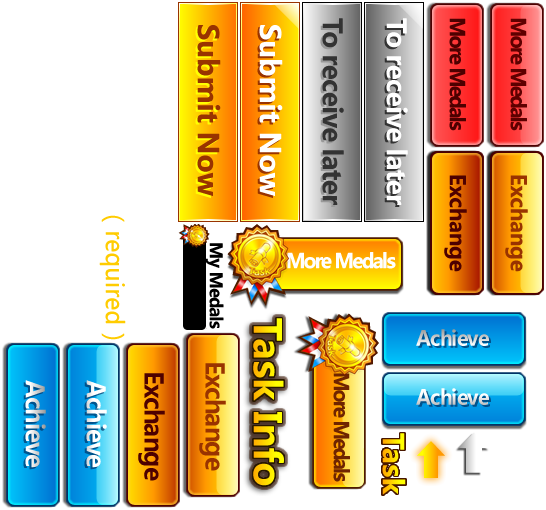 Submit Now
Submit Now
To receive later
To receive later
More Medals
More Medals
Exchange
Exchange
( required )
My Medals
Task
More Medals
Task Info
More Medals
Achieve
Achieve
Achieve
Achieve
Exchange
Exchange
Task